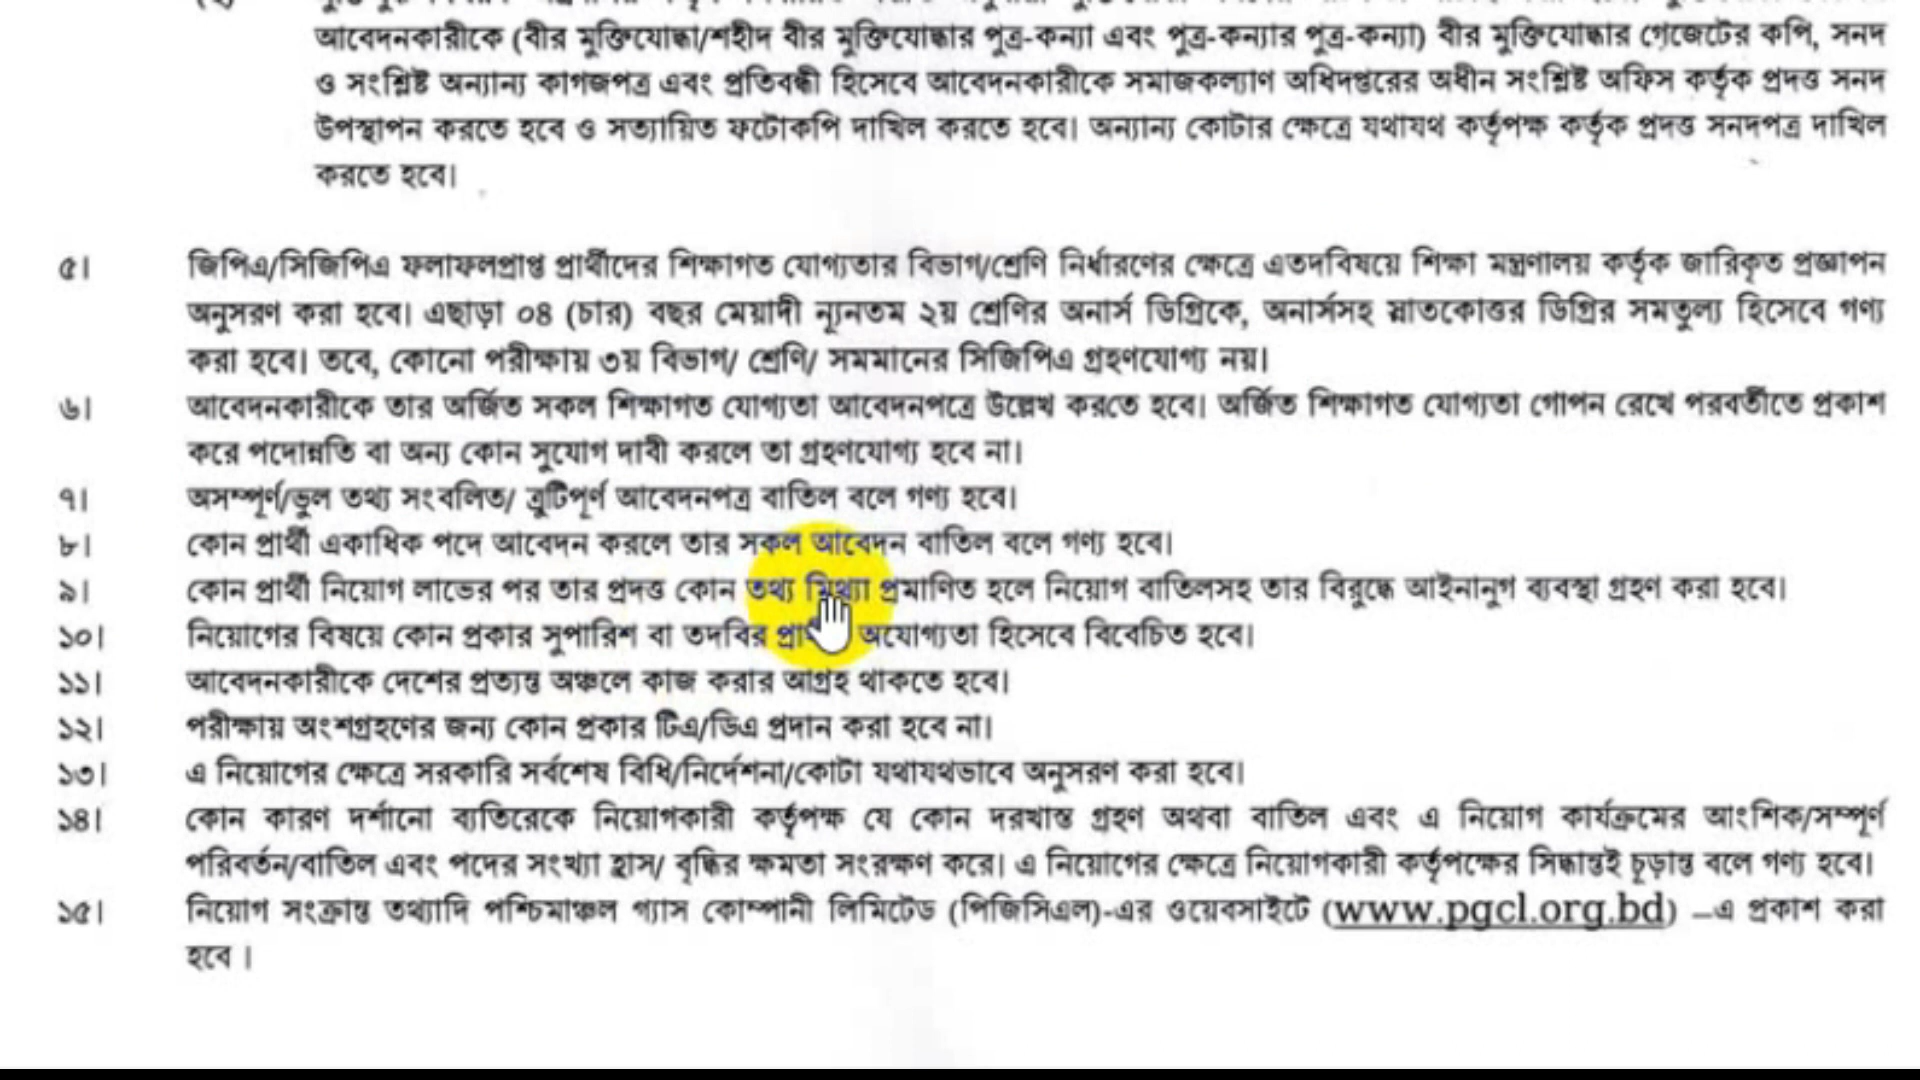 আবেদনকারীকে (বীর মুক্তিযোদ্ধা/শহীদ বীর মুক্তিযোদ্ধার পুত্র-কন্যা এবং পুত্র-কন্যার পুত্র-কন্যা) বীর মুক্তিযোদ্ধার গেজেটের কপি, সনদ
ও সংশ্লিষ্ট অন্যান্য কাগজপত্র এবং প্রতিবন্ধী হিসেবে আবেদনকারীকে সমাজকল্যাণ অধিদপ্তরের অধীন সংশ্লিষ্ট অফিস কর্তৃক প্রদত্ত সনদ
উপস্থাপন করতে হবে ও সত্যায়িত ফটোকপি দাখিল করতে হবে। অন্যান্য কোটার ক্ষেত্রে যথাযথ কর্তৃপক্ষ কর্তৃক প্রদত্ত সনদপত্র দাখিল
করতে হবে।
৫। জিপিএ/সিজিপিএ ফলাফলপ্রাপ্ত প্রার্থীদের শিক্ষাগত যোগ্যতার বিভাগ/শ্রেণি নির্ধারণের ক্ষেত্রে এতদবিষয়ে শিক্ষা মন্ত্রণালয় কর্তৃক জারিকৃত প্রজ্ঞাপন
অনুসরণ করা হবে। এছাড়া ০৪ (চার) বছর মেয়াদী ন্যূনতম ২য় শ্রেণির অনার্স ডিগ্রিকে, অনার্সসহ স্নাতকোত্তর ডিগ্রির সমতুল্য হিসেবে গণ্য
করা হবে। তবে, কোনো পরীক্ষায় ৩য় বিভাগ/ শ্রেণি/ সমমানের সিজিপিএ গ্রহণযোগ্য নয়।
৬। আবেদনকারীকে তার অর্জিত সকল শিক্ষাগত যোগ্যতা আবেদনপত্রে উল্লেখ করতে হবে। অর্জিত শিক্ষাগত যোগ্যতা গোপন রেখে পরবর্তীতে প্রকাশ
করে পদোন্নতি বা অন্য কোন সুযোগ দাবী করলে তা গ্রহণযোগ্য হবে না।
৭। অসম্পূর্ণ/ভুল তথ্য সংবলিত/ ত্রুটিপূর্ণ আবেদনপত্র বাতিল বলে গণ্য হবে।
৮। কোন প্রার্থী একাধিক পদে আবেদন করলে তার সকল আবেদন বাতিল বলে গণ্য হবে।
৯। কোন প্রার্থী নিয়োগ লাভের পর তার প্রদত্ত কোন তথ্য মিথ্যা প্রমাণিত হলে নিয়োগ বাতিলসহ তার বিরুদ্ধে আইনানুগ ব্যবস্থা গ্রহণ করা হবে।
১০। নিয়োগের বিষয়ে কোন প্রকার সুপারিশ বা তদবির অযোগ্যতা হিসেবে বিবেচিত হবে।
১১। আবেদনকারীকে দেশের প্রত্যন্ত অঞ্চলে কাজ করার আগ্রহ থাকতে হবে।
১২। পরীক্ষায় অংশগ্রহণের জন্য কোন প্রকার টিএ/ডিএ প্রদান করা হবে না।
১৩। এ নিয়োগের ক্ষেত্রে সরকারি সর্বশেষ বিধি/নির্দেশনা/কোটা যথাযথভাবে অনুসরণ করা হবে।
১৪। কোন কারণ দর্শানো ব্যতিরেকে নিয়োগকারী কর্তৃপক্ষ যে কোন দরখাস্ত গ্রহণ অথবা বাতিল এবং এ নিয়োগ কার্যক্রমের আংশিক/সম্পূর্ণ
পরিবর্তন/বাতিল এবং পদের সংখ্যা হ্রাস/ বৃদ্ধির ক্ষমতা সংরক্ষণ করে। এ নিয়োগের ক্ষেত্রে নিয়োগকারী কর্তৃপক্ষের সিদ্ধান্তই চূড়ান্ত বলে গণ্য হবে।
১৫। নিয়োগ সংক্রান্ত তথ্যাদি পশ্চিমাঞ্চল গ্যাস কোম্পানী লিমিটেড (পিজিসিএল)-এর ওয়েবসাইটে (www.pgcl.org.bd) –এ প্রকাশ করা
হবে।